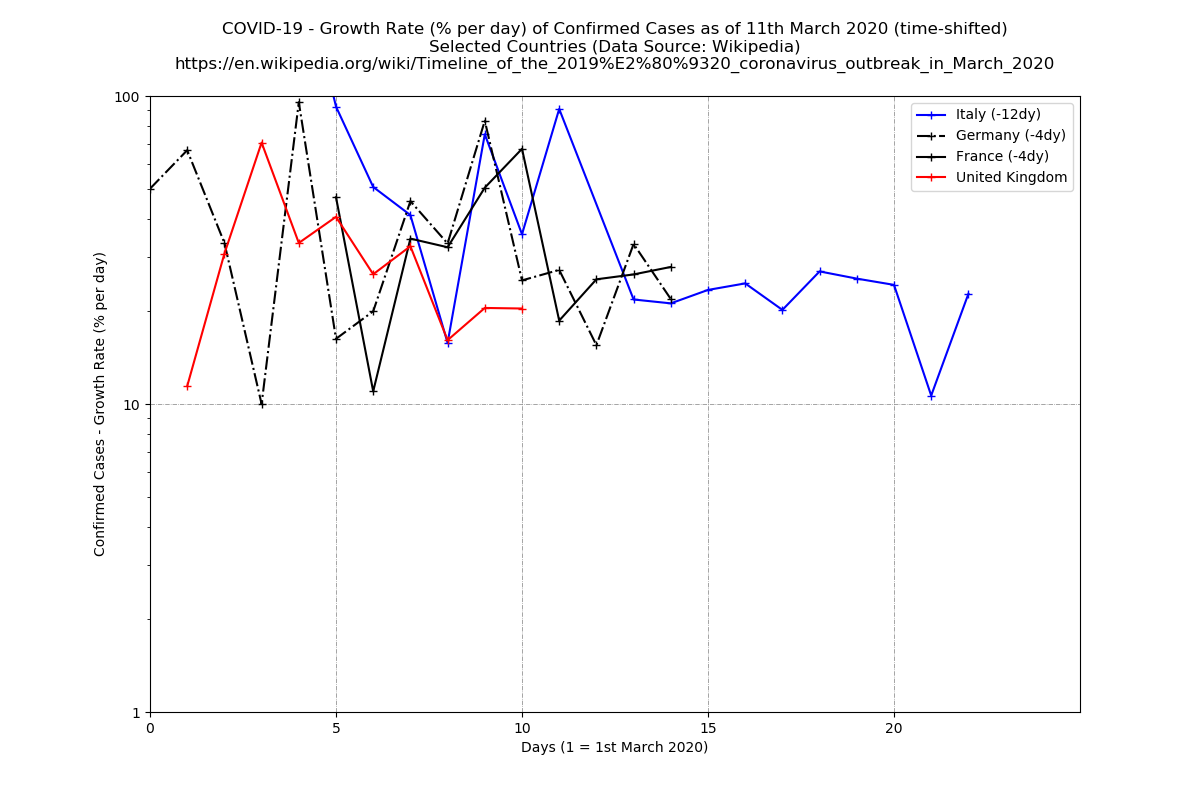 COVID-19 - Growth Rate (% per day) of Confirmed Cases as of 11th March 2020 (time-shifted)
Selected Countries (Data Source: Wikipedia)
https://en.wikipedia.org/wiki/Timeline_of_the_2019%E2%80%9320_coronavirus_outbreak_in_March_2020
Italy (-12dy)
Germany (-4dy)
France (-4dy)
United Kingdom
Confirmed Cases - Growth Rate (% per day)
100
10
1
0 5 10 15 20
Days (1 = 1st March 2020)